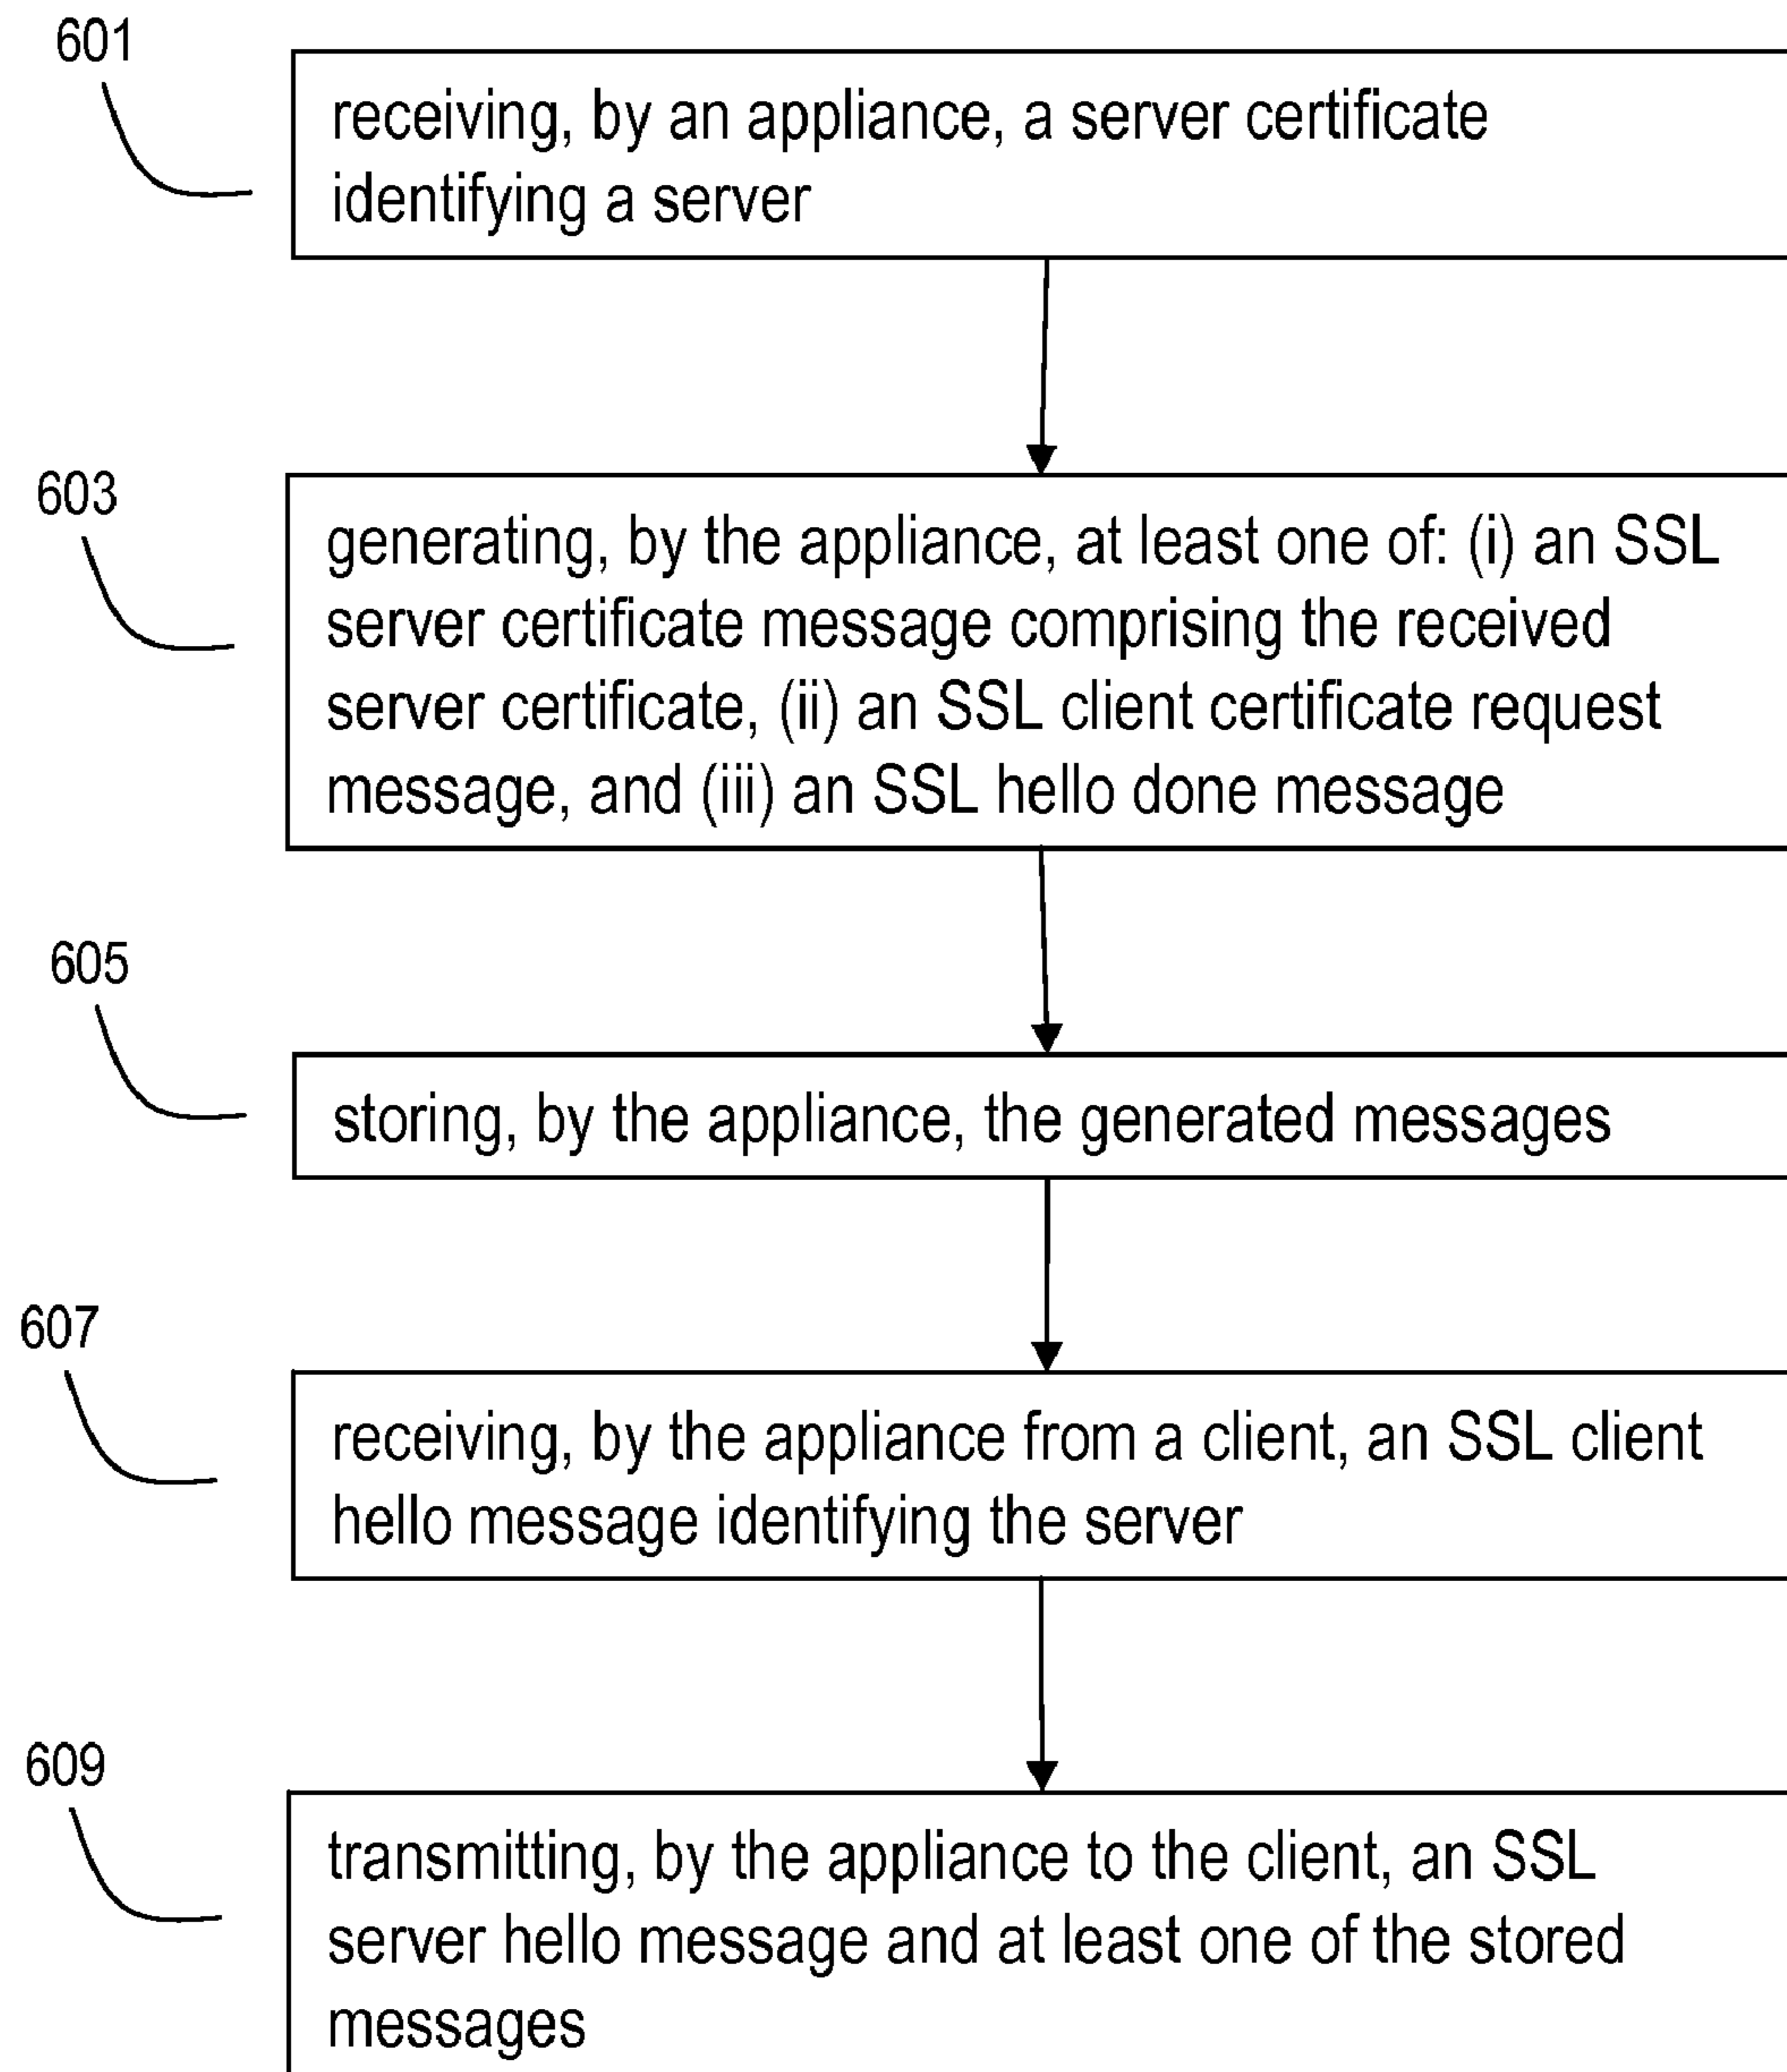 601
receiving, by an appliance, a server certificate
identifying a server
603
generating, by the appliance, at least one of: (i) an SSL
server certificate message comprising the received
server certificate, (ii) an SSL client certificate request
message, and (iii) an SSL hello done message
605
storing, by the appliance, the generated messages
607
receiving, by the appliance from a client, an SSL client
hello message identifying the server
609
transmitting, by the appliance to the client, an SSL
server hello message and at least one of the stored
messages